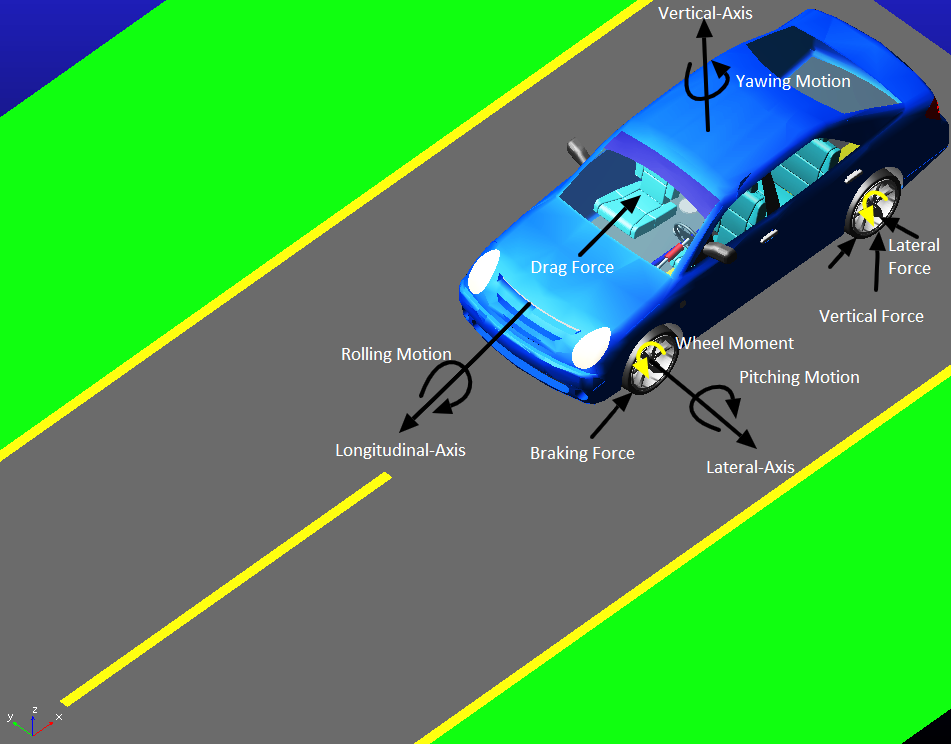 Vertical-Axis
Yawing Motion
Drag Force
Lateral
Force
Vertical Force
Wheel Moment
Rolling Motion
Pitching Motion
Longitudinal-Axis
Braking Force
Lateral-Axis
y
z
x